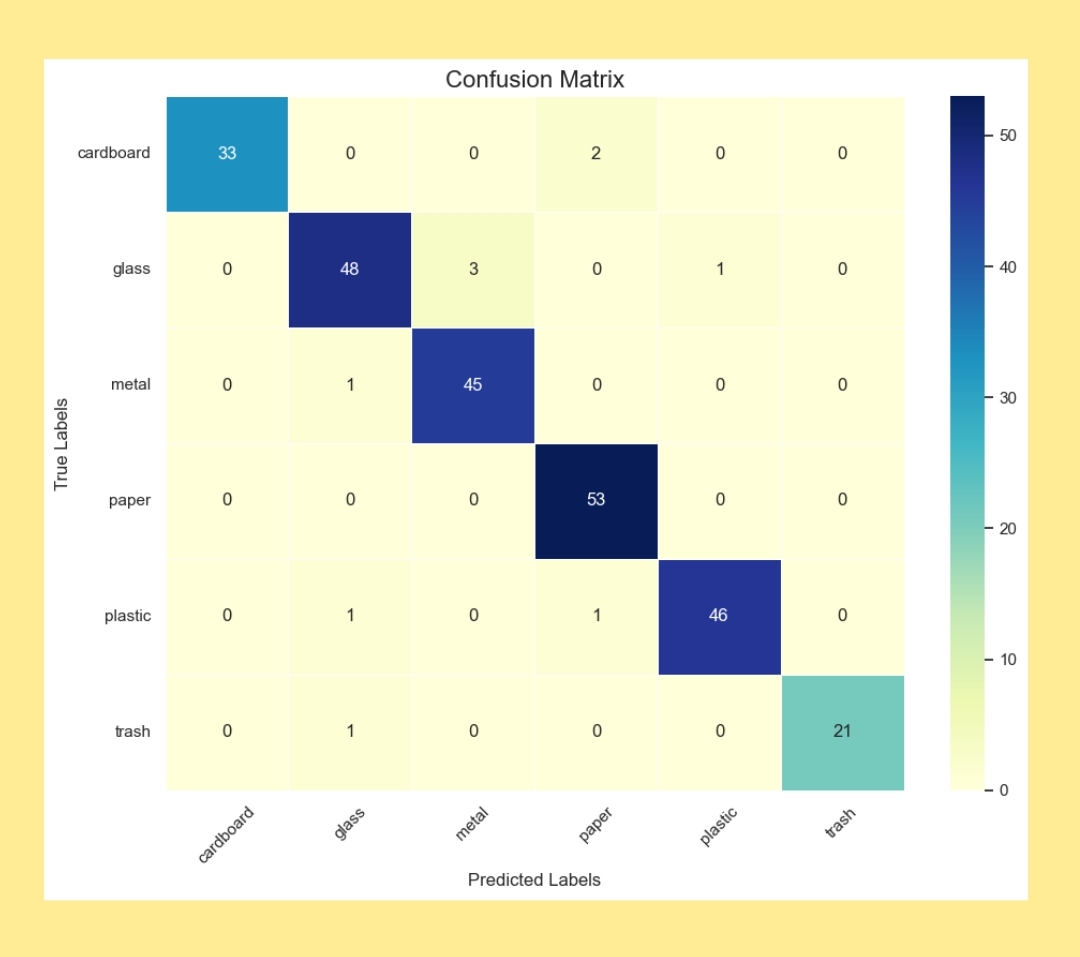 Confusion Matrix
cardboard 33 0 0 2 0 0
glass 0 48 3 0 1 0
metal 0 1 45 0 0 0
paper 0 0 0 53 0 0
plastic 0 1 0 1 46 0
trash 0 1 0 0 0 21
True Labels
cardboard glass metal paper plastic trash
Predicted Labels
50
40
30
20
10
0